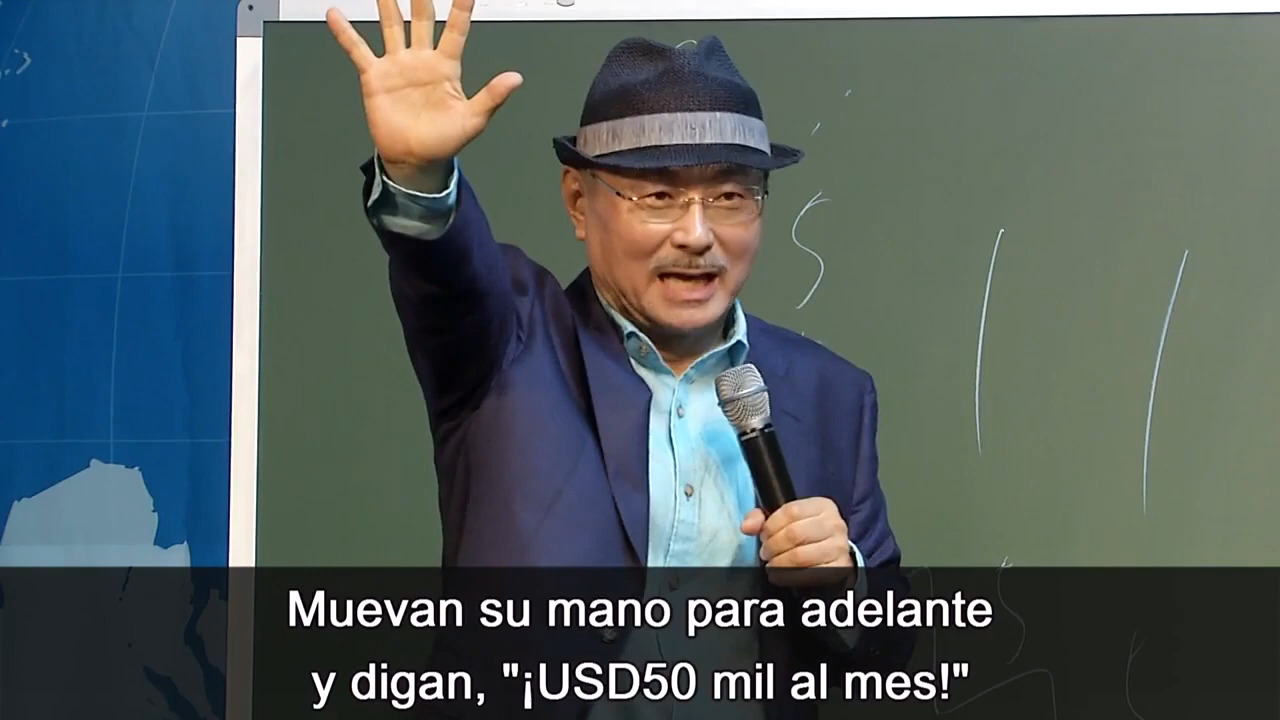 Muevan su mano para adelante
y digan, "¡USD50 mil al mes!"